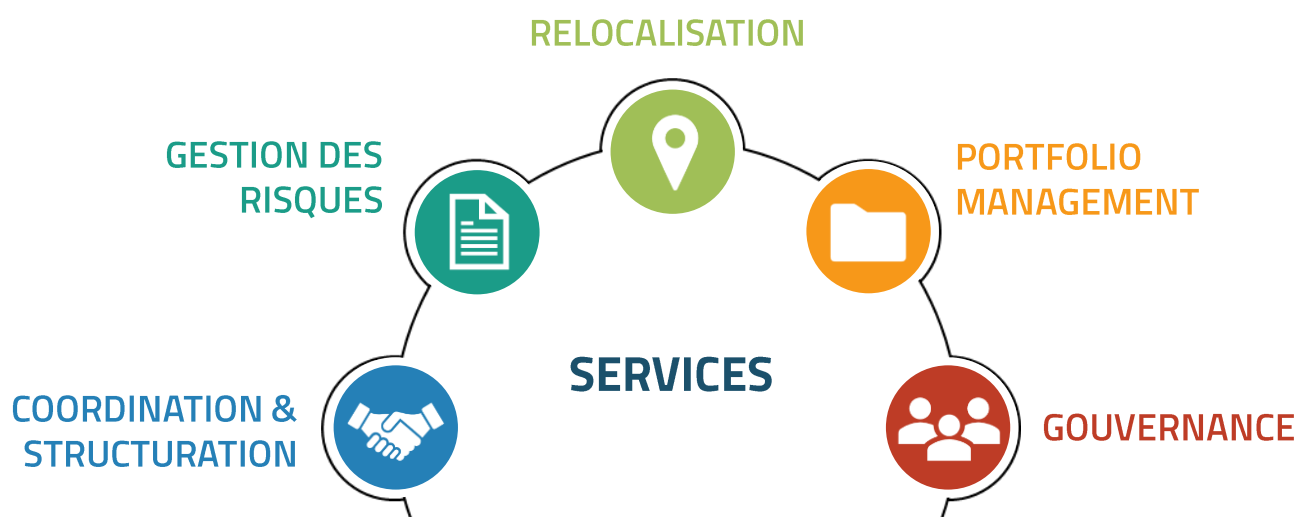 RELOCALISATION
GESTION DES
RISQUES
PORTFOLIO
MANAGEMENT
SERVICES
COORDINATION &
STRUCTURATION
GOUVERNANCE